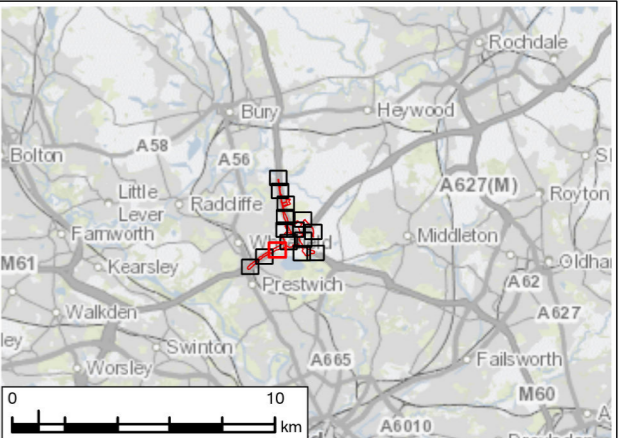 Rochdale
Bury
Heywood
A58
Bolton
A56
A627(M)
Little
Lever
Radcliffe
Royton
Farnworth
Middleton
M61
Kearsley
Oldha
Prestwich
A62
Walkden
A627
ley
Swinton
A665
Failsworth
Worsley
M60
0
10
km
A6010
A